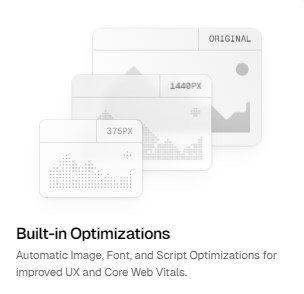 ORIGINAL
1440PX
375PX
Built-in Optimizations
Automatic Image, Font, and Script Optimizations for
improved UX and Core Web Vitals.